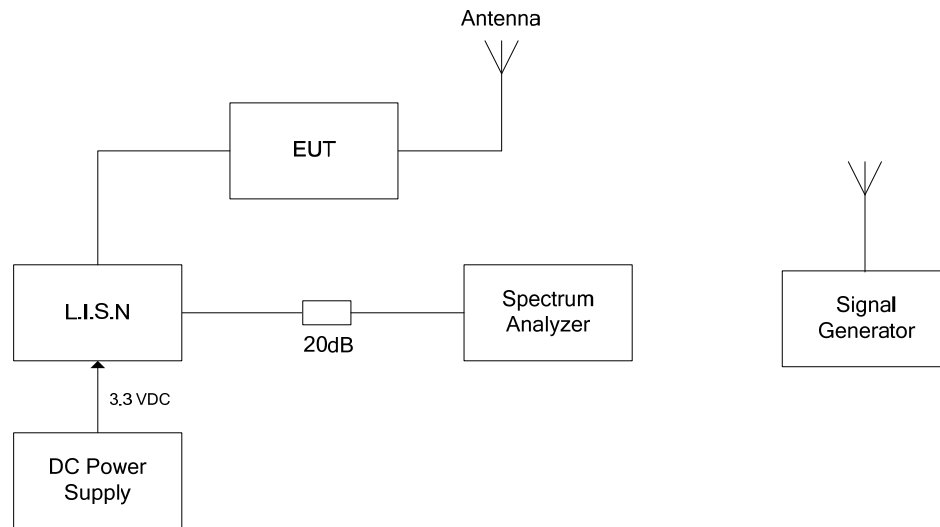 Antenna
EUT
L.I.S.N
20dB
Spectrum
Analyzer
Signal
Generator
3.3 VDC
DC Power
Supply